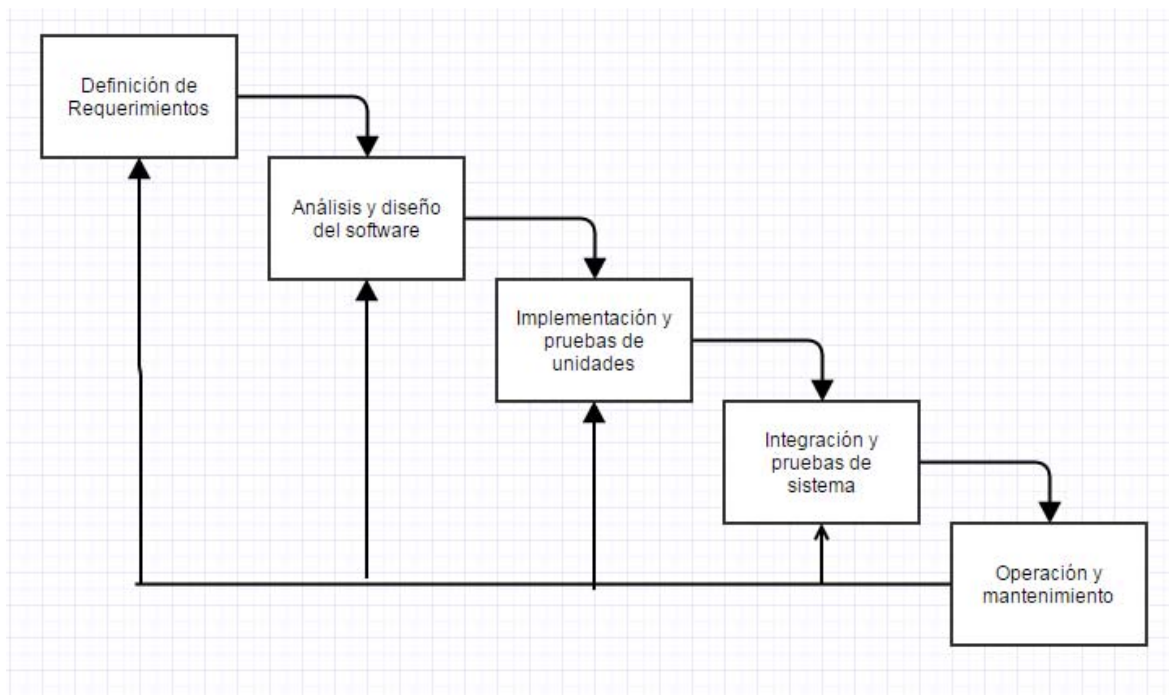 Definición de
Requerimientos
Análisis y diseño
del software
Implementación y
pruebas de
unidades
Integración y
pruebas de
sistema
Operación y
mantenimiento